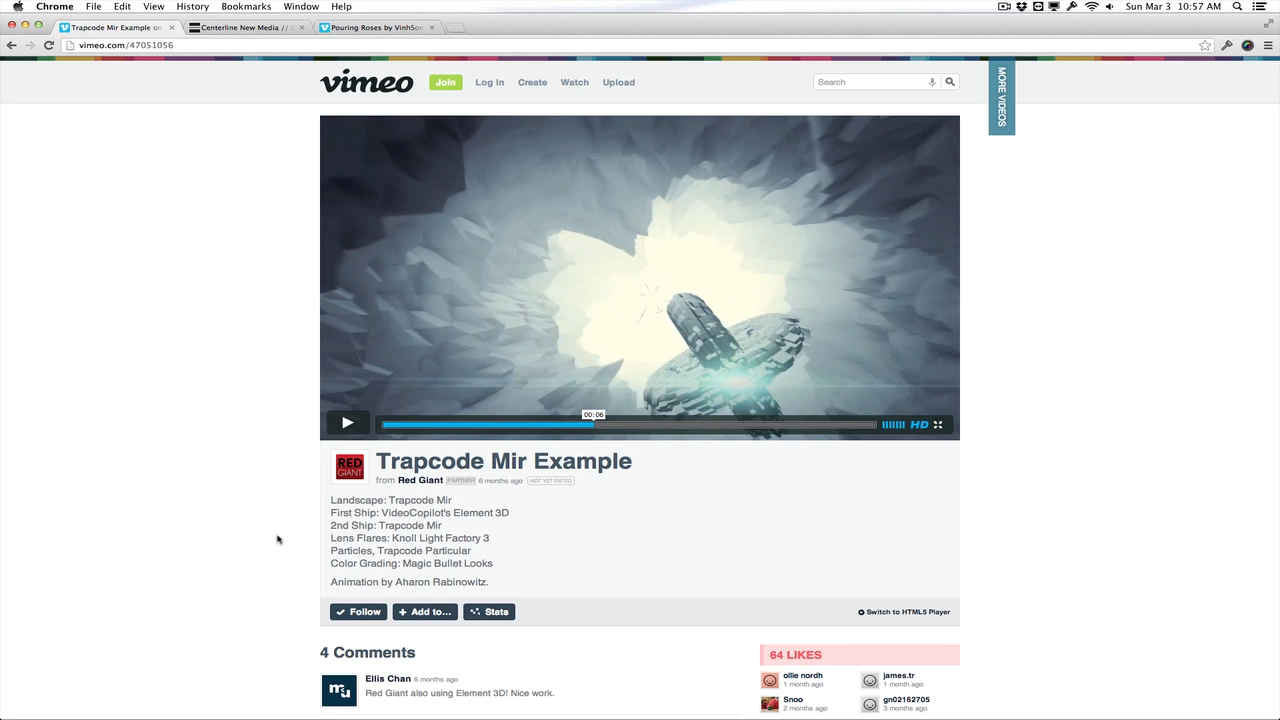 Chrome File Edit View History Bookmarks Window Help
Sun Mar 3 10:57 AM
Trapcode Mir Example on
Centerline New Media // C
Pouring Roses by VinhSon
vimeo.com/47051056
vimeo
Join Log In Create Watch Upload
Search
MORE VIDEOS
00:06
HD
RED GIANT
Trapcode Mir Example
from Red Giant PARTNER 6 months ago NOT YET RATED
Landscape: Trapcode Mir
First Ship: VideoCopilot's Element 3D
2nd Ship: Trapcode Mir
Lens Flares: Knoll Light Factory 3
Particles, Trapcode Particular
Color Grading: Magic Bullet Looks
Animation by Aharon Rabinowitz.
Follow + Add to... Stats
Switch to HTML5 Player
4 Comments
Ellis Chan 6 months ago
Red Giant also using Element 3D! Nice work.
64 LIKES
ollie nordh
1 month ago
james.tr
1 month ago
Snoo
2 months ago
gn02162705
3 months ago